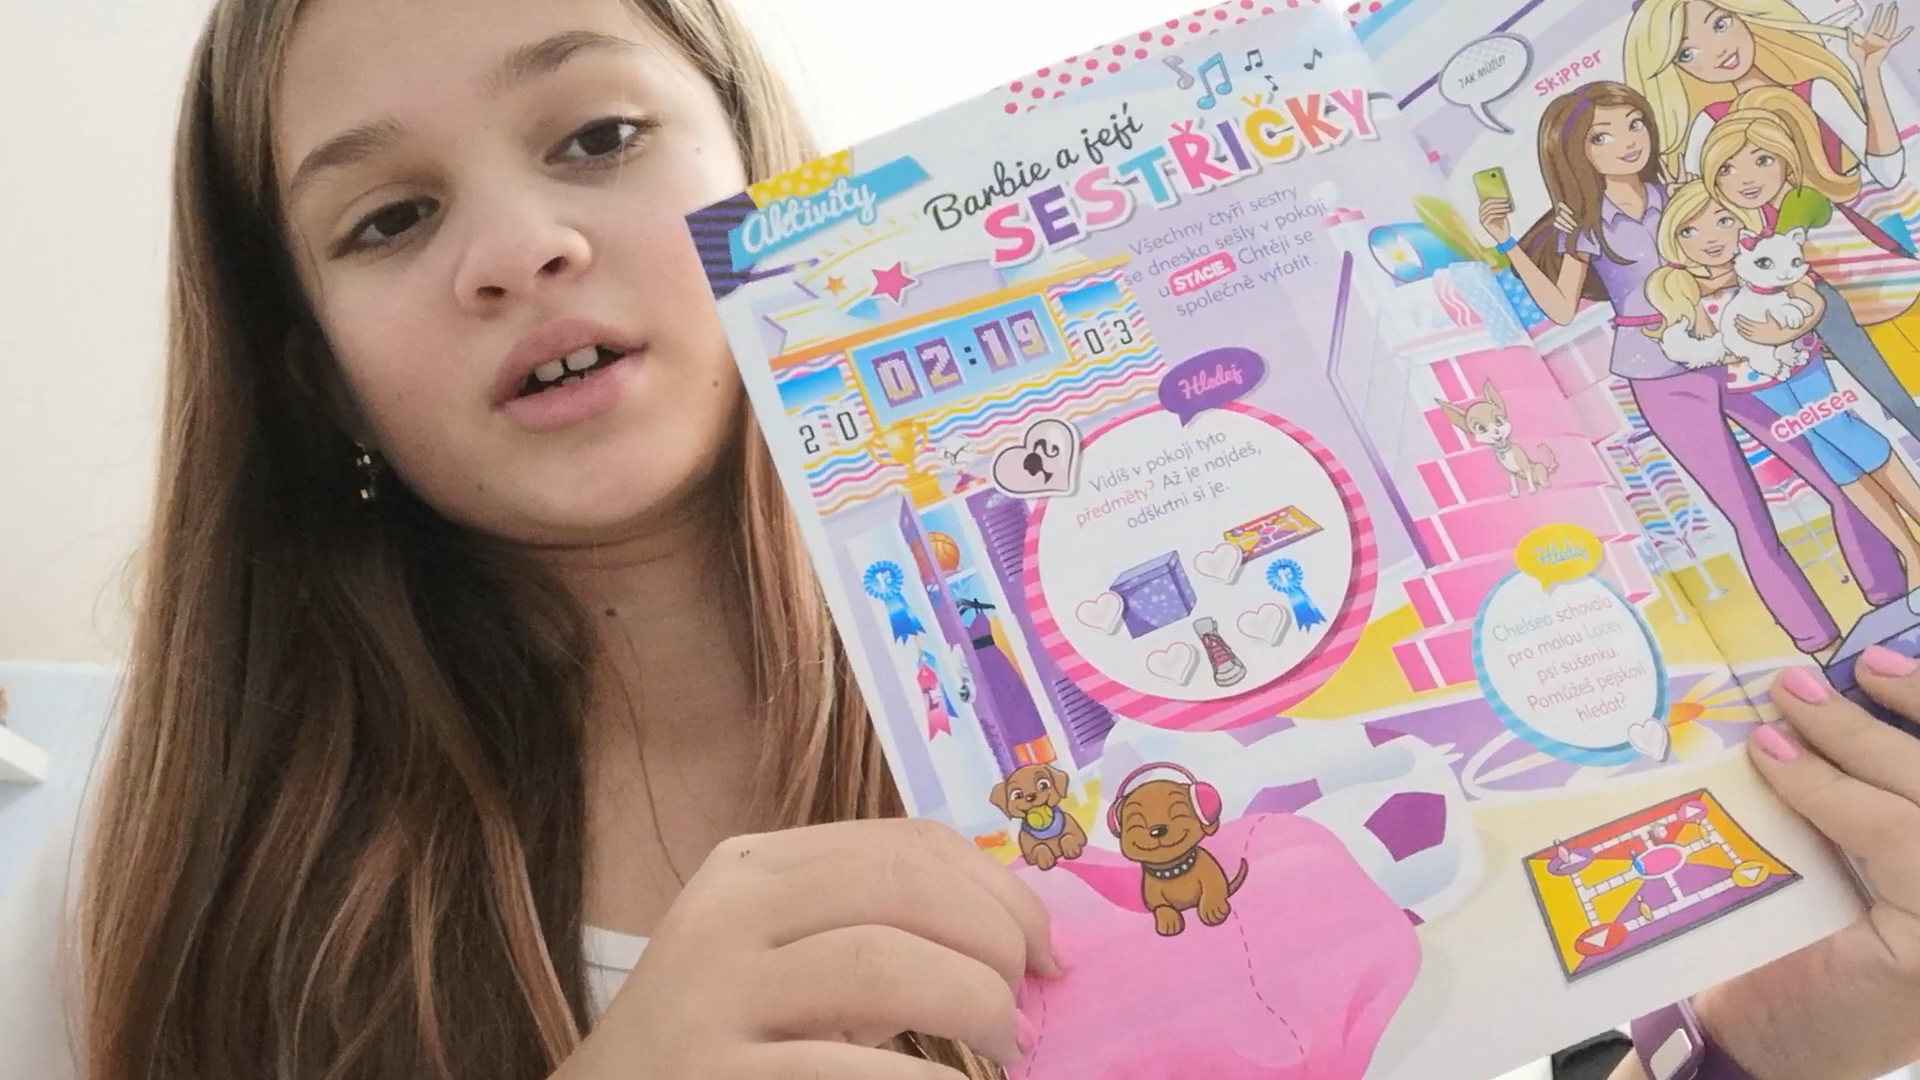 Aktivity
Barbie a její
SESTŘIČKY
Všechny čtyři sestry
se dneska sešly v pokoji
u STACIE. Chtějí se
společně vyfotit.
02:19
20
03
Hledej
Vidíš v pokoji tyto
předměty? Až je najdeš,
odškrtni si je.
TAK MŮŽU?
SKIPPER
Chelsea
Hledej
Chelsea schovala
pro malou Lacey
psí sušenku.
Pomůžeš pejskovi
hledat?